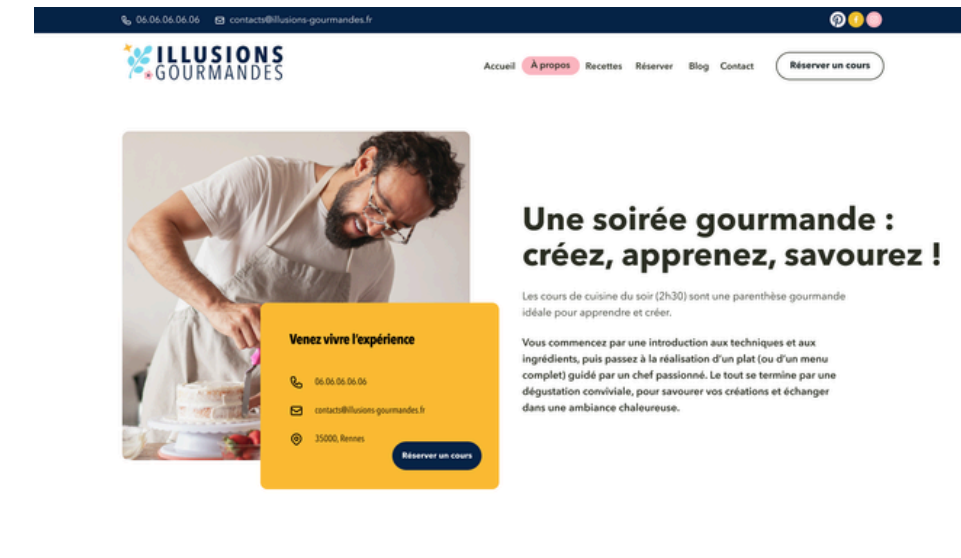 06.06.06.06.06 contacts@illusions-gourmandes.fr
ILLUSIONS
GOURMANDES
Accueil À propos Recettes Réserver Blog Contact Réserver un cours
Une soirée gourmande :
créez, apprenez, savourez !
Les cours de cuisine du soir (2h30) sont une parenthèse gourmande
idéale pour apprendre et créer.
Vous commencez par une introduction aux techniques et aux
ingrédients, puis passez à la réalisation d'un plat (ou d'un menu
complet) guidé par un chef passionné. Le tout se termine par une
dégustation conviviale, pour savourer vos créations et échanger
dans une ambiance chaleureuse.
Venez vivre l'expérience
06.06.06.06.06
contacts@illusions-gourmandes.fr
35000, Rennes
Réserver un cours